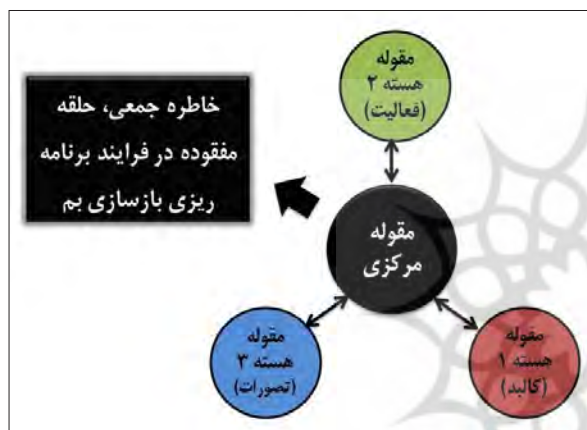 خاطره جمعی، حلقه
مفقوده در فرایند برنامه
ریزی بازسازی بم
مقوله
هسته ۲
(فعالیت)
مقوله
مرکزی
مقوله
هسته ۳
(تصورات)
مقوله
هسته ۱
(کالبد)